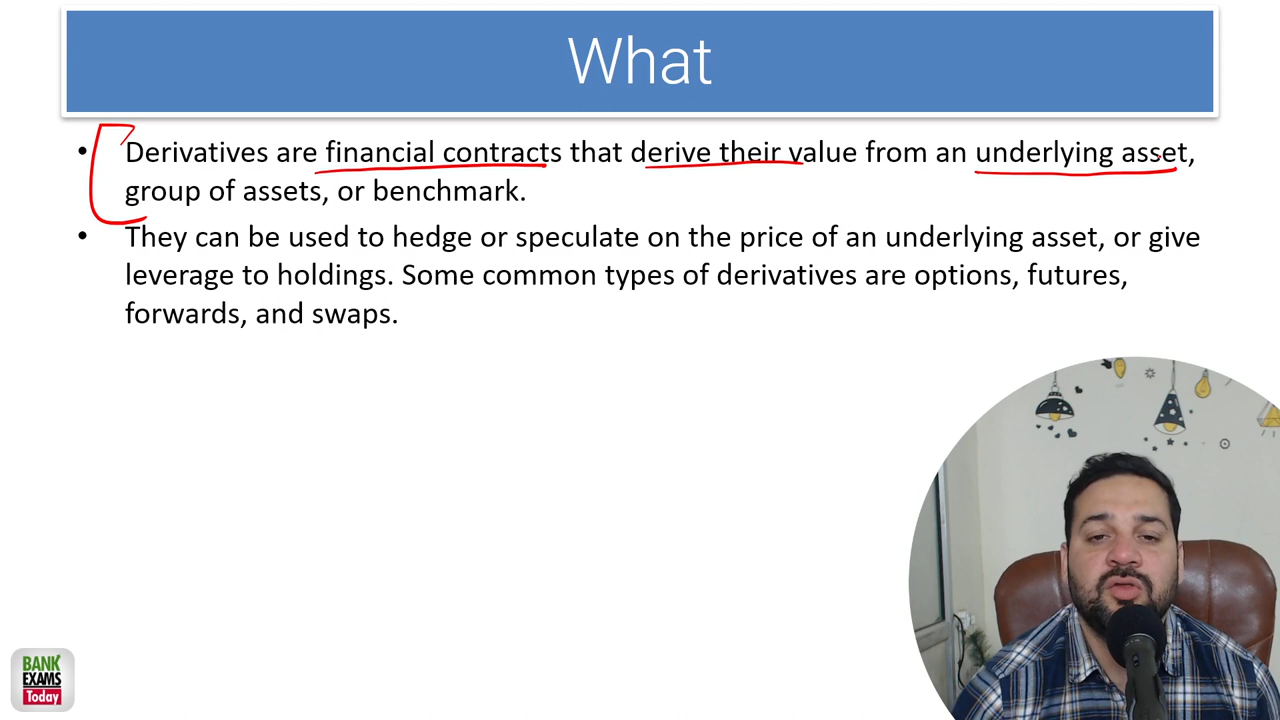 What
• Derivatives are financial contracts that derive their value from an underlying asset,
group of assets, or benchmark.
• They can be used to hedge or speculate on the price of an underlying asset, or give
leverage to holdings. Some common types of derivatives are options, futures,
forwards, and swaps.
BANK
EXAMS
Today